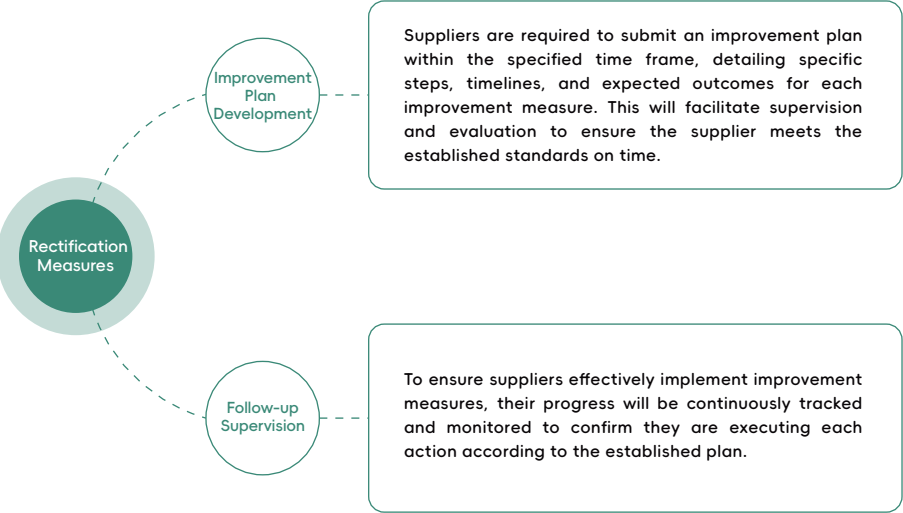 Improvement
Plan
Development
Suppliers are required to submit an improvement plan
within the specified time frame, detailing specific
steps, timelines, and expected outcomes for each
improvement measure. This will facilitate supervision
and evaluation to ensure the supplier meets the
established standards on time.
Rectification
Measures
Follow-up
Supervision
To ensure suppliers effectively implement improvement
measures, their progress will be continuously tracked
and monitored to confirm they are executing each
action according to the established plan.